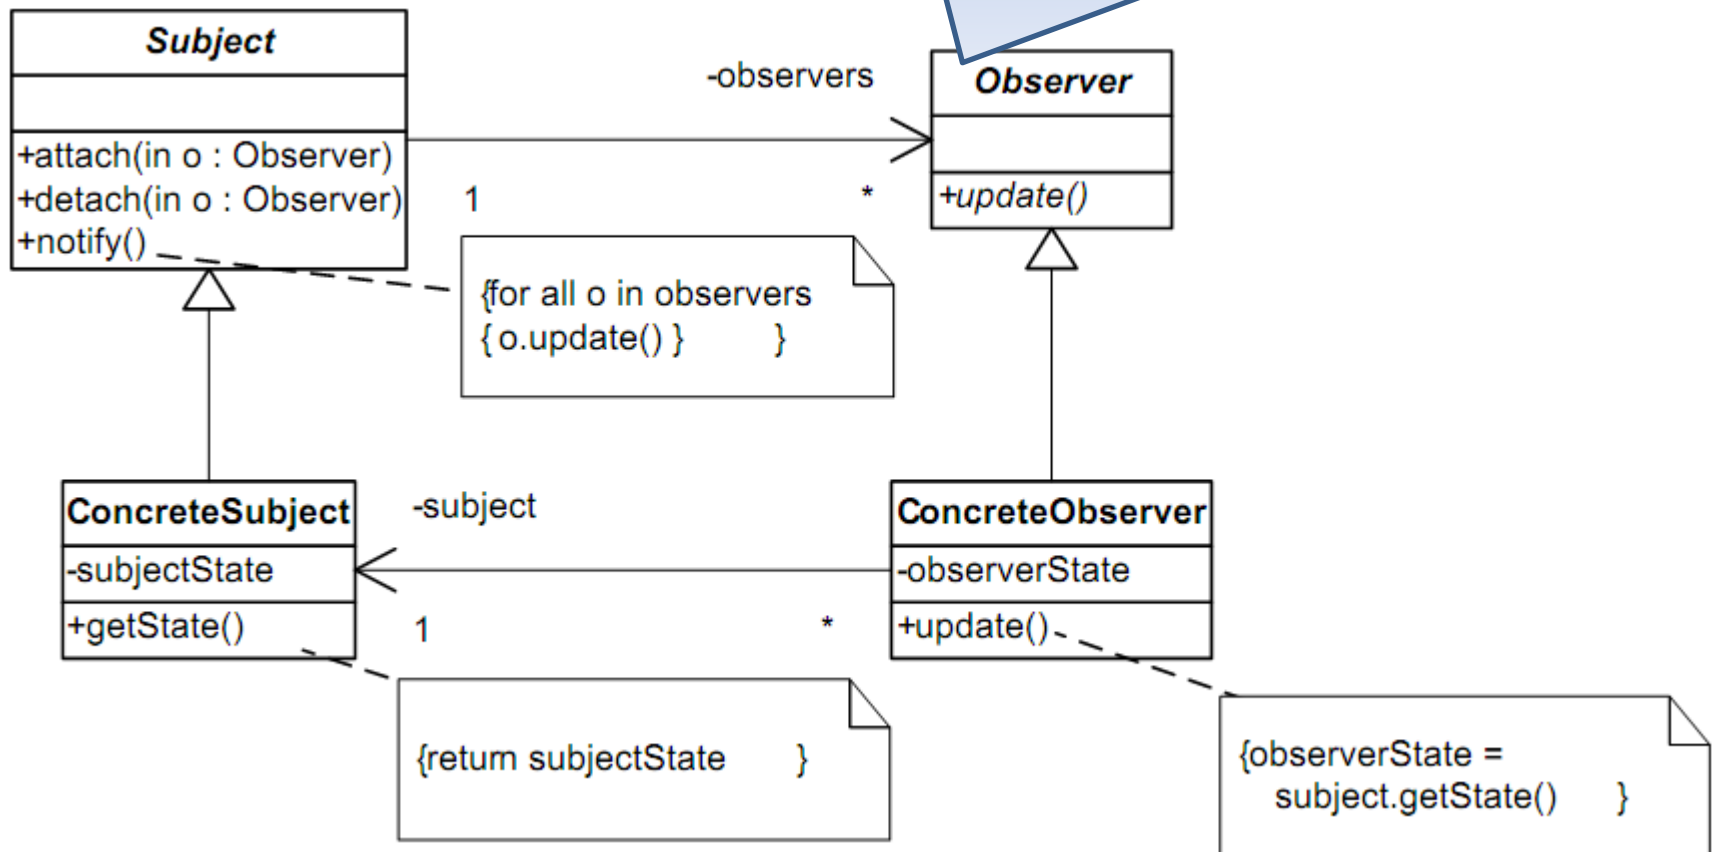 Subject
+attach(in o : Observer)
+detach(in o : Observer)
+notify()
-observers
1
*
Observer
+update()
{for all o in observers
{ o.update() } }
ConcreteSubject
-subjectState
+getState()
-subject
1
*
ConcreteObserver
-observerState
+update()
{return subjectState }
{observerState =
subject.getState() }